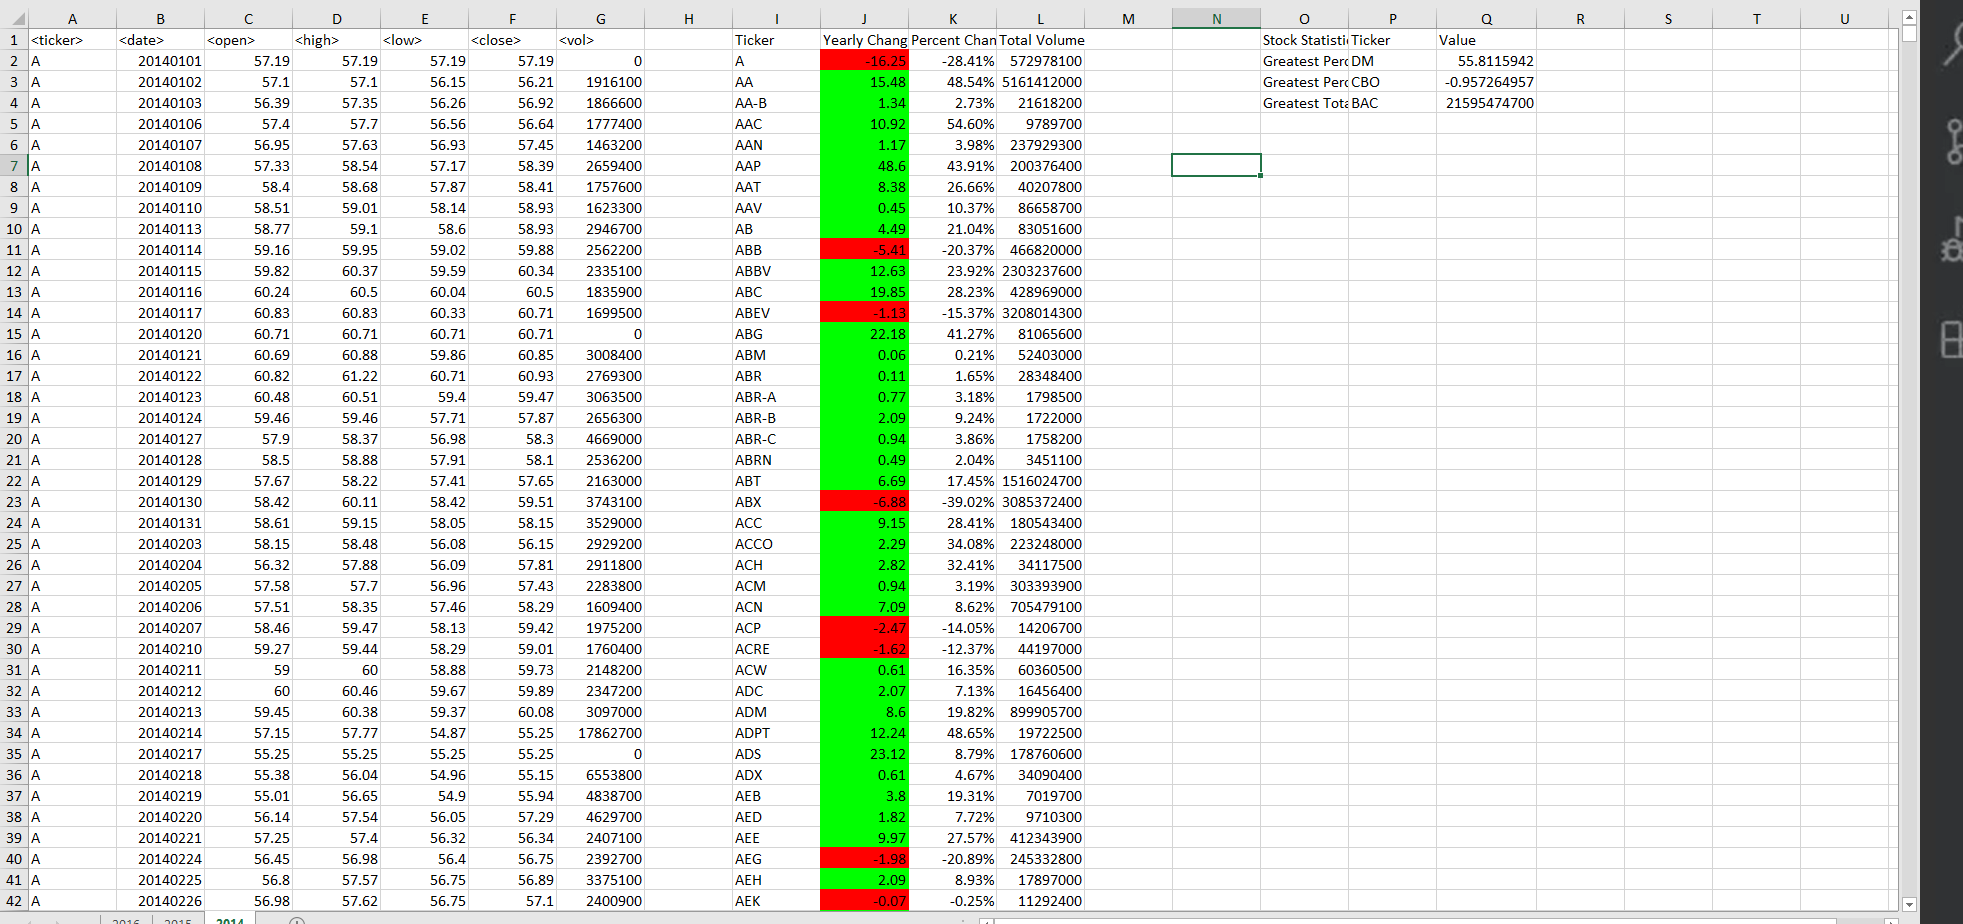 A B C D E F G H I J K L M N O P Q R S T U
1 <ticker> <date> <open> <high> <low> <close> <vol> Ticker Yearly Chang Percent Chan Total Volume Stock Statisti Ticker Value
2 A 20140101 57.19 57.19 57.19 57.19 0 A -16.25 -28.41% 572978100 Greatest Perc DM 55.8115942
3 A 20140102 57.1 57.1 56.15 56.21 1916100 AA 15.48 48.54% 5161412000 Greatest Perc CBO -0.957264957
4 A 20140103 56.39 57.35 56.26 56.92 1866600 AA-B 1.34 2.73% 21618200 Greatest Tota BAC 21595474700
5 A 20140106 57.4 57.7 56.56 56.64 1777400 AAC 10.92 54.60% 9789700
6 A 20140107 56.95 57.63 56.93 57.45 1463200 AAN 1.17 3.98% 237929300
7 A 20140108 57.33 58.54 57.17 58.39 2659400 AAP 48.6 43.91% 200376400
8 A 20140109 58.4 58.68 57.87 58.41 1757600 AAT 8.38 26.66% 40207800
9 A 20140110 58.51 59.01 58.14 58.93 1623300 AAV 0.45 10.37% 86658700
10 A 20140113 58.77 59.1 58.6 58.93 2946700 AB 4.49 21.04% 83051600
11 A 20140114 59.16 59.95 59.02 59.88 2562200 ABB -5.41 -20.37% 466820000
12 A 20140115 59.82 60.37 59.59 60.34 2335100 ABBV 12.63 23.92% 2303237600
13 A 20140116 60.24 60.5 60.04 60.5 1835900 ABC 19.85 28.23% 428969000
14 A 20140117 60.83 60.83 60.33 60.71 1699500 ABEV -1.13 -15.37% 3208014300
15 A 20140120 60.71 60.71 60.71 60.71 0 ABG 22.18 41.27% 81065600
16 A 20140121 60.69 60.88 59.86 60.85 3008400 ABM 0.06 0.21% 52403000
17 A 20140122 60.82 61.22 60.71 60.93 2769300 ABR 0.11 1.65% 28348400
18 A 20140123 60.48 60.51 59.4 59.47 3063500 ABR-A 0.77 3.18% 1798500
19 A 20140124 59.46 59.46 57.71 57.87 2656300 ABR-B 2.09 9.24% 1722000
20 A 20140127 57.9 58.37 56.98 58.3 4669000 ABR-C 0.94 3.86% 1758200
21 A 20140128 58.5 58.88 57.91 58.1 2536200 ABRN 0.49 2.04% 3451100
22 A 20140129 57.67 58.22 57.41 57.65 2163000 ABT 6.69 17.45% 1516024700
23 A 20140130 58.42 60.11 58.42 59.51 3743100 ABX -6.88 -39.02% 3085372400
24 A 20140131 58.61 59.15 58.05 58.15 3529000 ACC 9.15 28.41% 180543400
25 A 20140203 58.15 58.48 56.08 56.15 2929200 ACCO 2.29 34.08% 223248000
26 A 20140204 56.32 57.88 56.09 57.81 2911800 ACH 2.82 32.41% 34117500
27 A 20140205 57.58 57.7 56.96 57.43 2283800 ACM 0.94 3.19% 303393900
28 A 20140206 57.51 58.35 57.46 58.29 1609400 ACN 7.09 8.62% 705479100
29 A 20140207 58.46 59.47 58.13 59.42 1975200 ACP -2.47 -14.05% 14206700
30 A 20140210 59.27 59.44 58.29 59.01 1760400 ACRE -1.62 -12.37% 44197000
31 A 20140211 59 60 58.88 59.73 2148200 ACW 0.61 16.35% 60360500
32 A 20140212 60 60.46 59.67 59.89 2347200 ADC 2.07 7.13% 16456400
33 A 20140213 59.45 60.38 59.37 60.08 3097000 ADM 8.6 19.82% 899905700
34 A 20140214 57.15 57.77 54.87 55.25 17862700 ADPT 12.24 48.65% 19722500
35 A 20140217 55.25 55.25 55.25 55.25 0 ADS 23.12 8.79% 178760600
36 A 20140218 55.38 56.04 54.96 55.15 6553800 ADX 0.61 4.67% 34090400
37 A 20140219 55.01 56.65 54.9 55.94 4838700 AEB 3.8 19.31% 7019700
38 A 20140220 56.14 57.54 56.05 57.29 4629700 AED 1.82 7.72% 9710300
39 A 20140221 57.25 57.4 56.32 56.34 2407100 AEE 9.97 27.57% 412343900
40 A 20140224 56.45 56.98 56.4 56.75 2392700 AEG -1.98 -20.89% 245332800
41 A 20140225 56.8 57.57 56.75 56.89 3375100 AEH 2.09 8.93% 17897000
42 A 20140226 56.98 57.62 56.75 57.1 2400900 AEK -0.07 -0.25% 11292400
2016 2015 2014